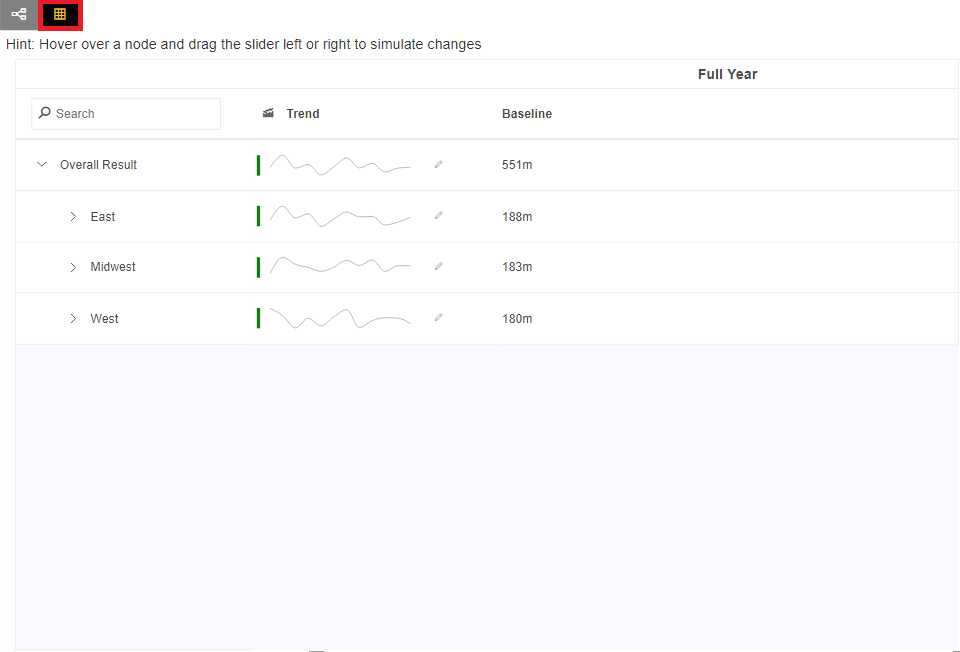 Hint: Hover over a node and drag the slider left or right to simulate changes
Full Year
Search Trend Baseline
Overall Result 551m
East 188m
Midwest 183m
West 180m